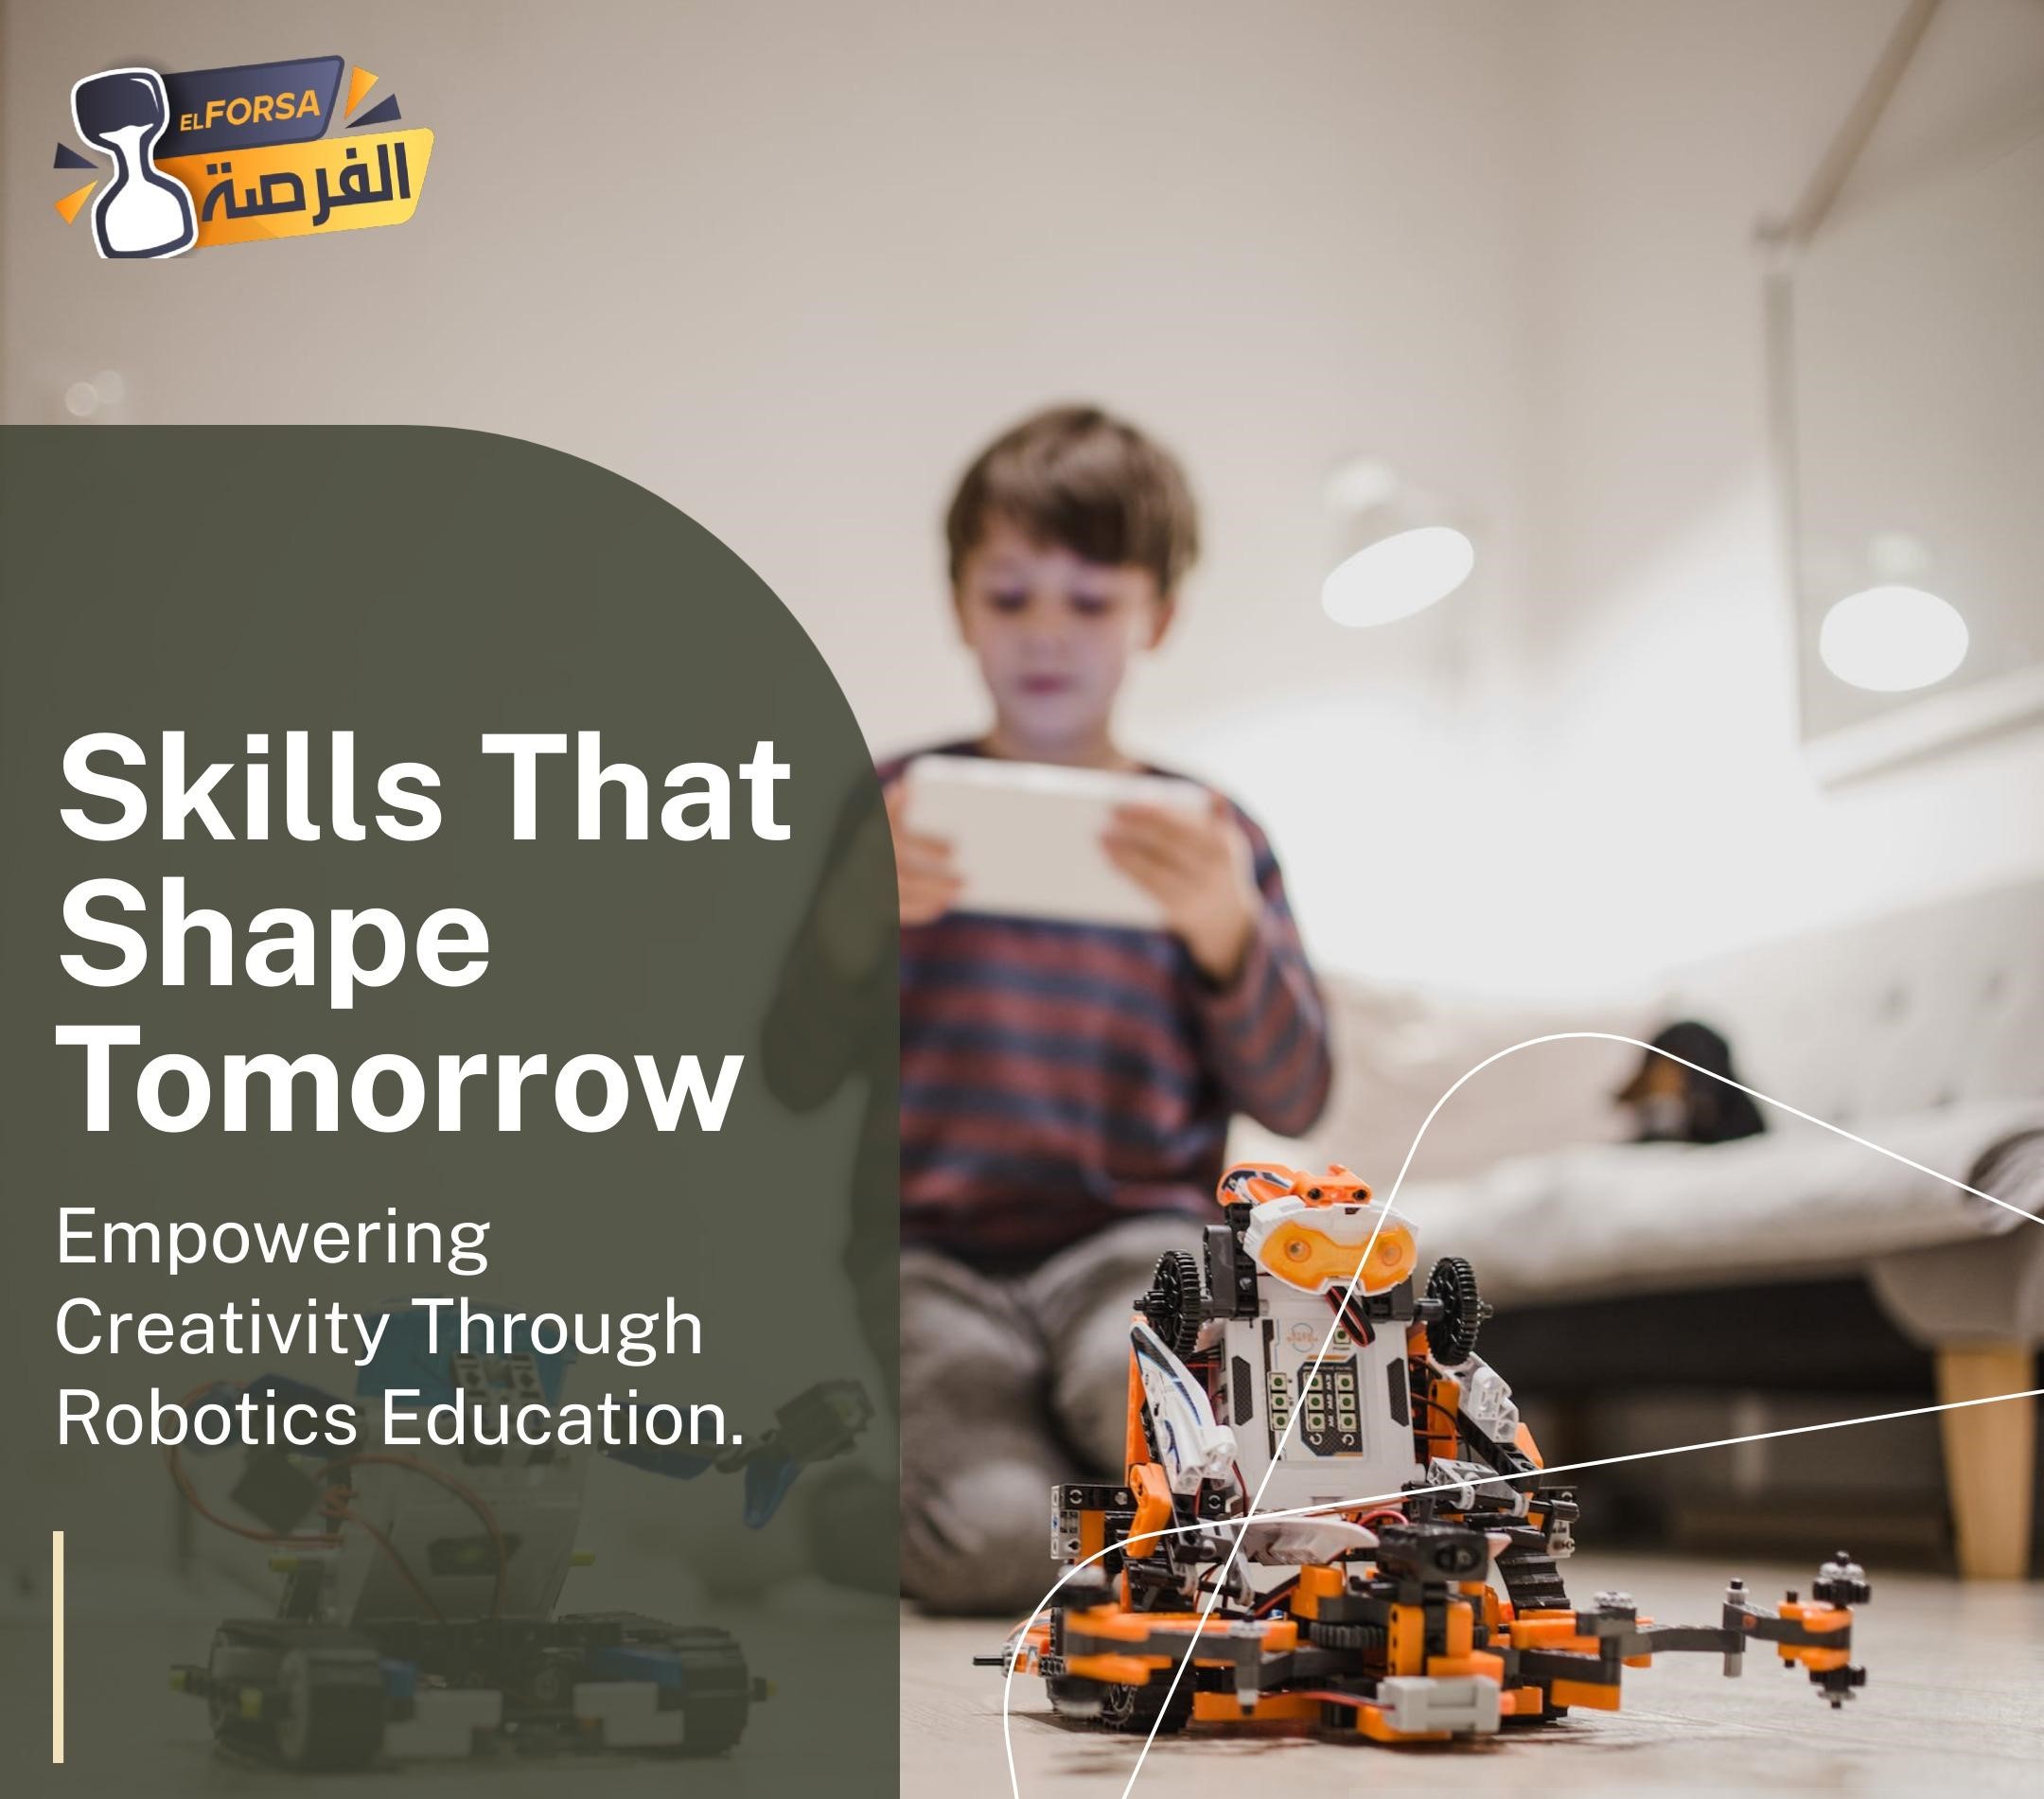 ELFORSA
الفرصة
Skills That
Shape
Tomorrow
Empowering
Creativity Through
Robotics Education.